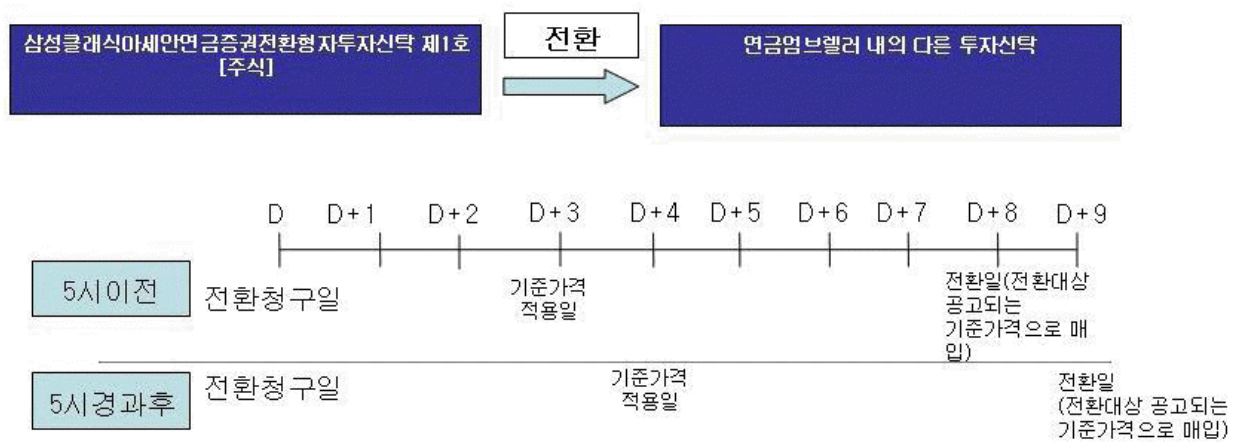 삼성클래식아세안연금증권전환형자투자신탁 제1호
[주식]
전환
연금엄브렐러 내의 다른 투자신탁
D D+1 D+2 D+3 D+4 D+5 D+6 D+7 D+8 D+9
5시이전
전환청구일
기준가격
적용일
전환일(전환대상
공고되는
기준가격으로 매
입)
5시경과후
전환청구일
기준가격
적용일
전환일
(전환대상 공고되는
기준가격으로 매입)